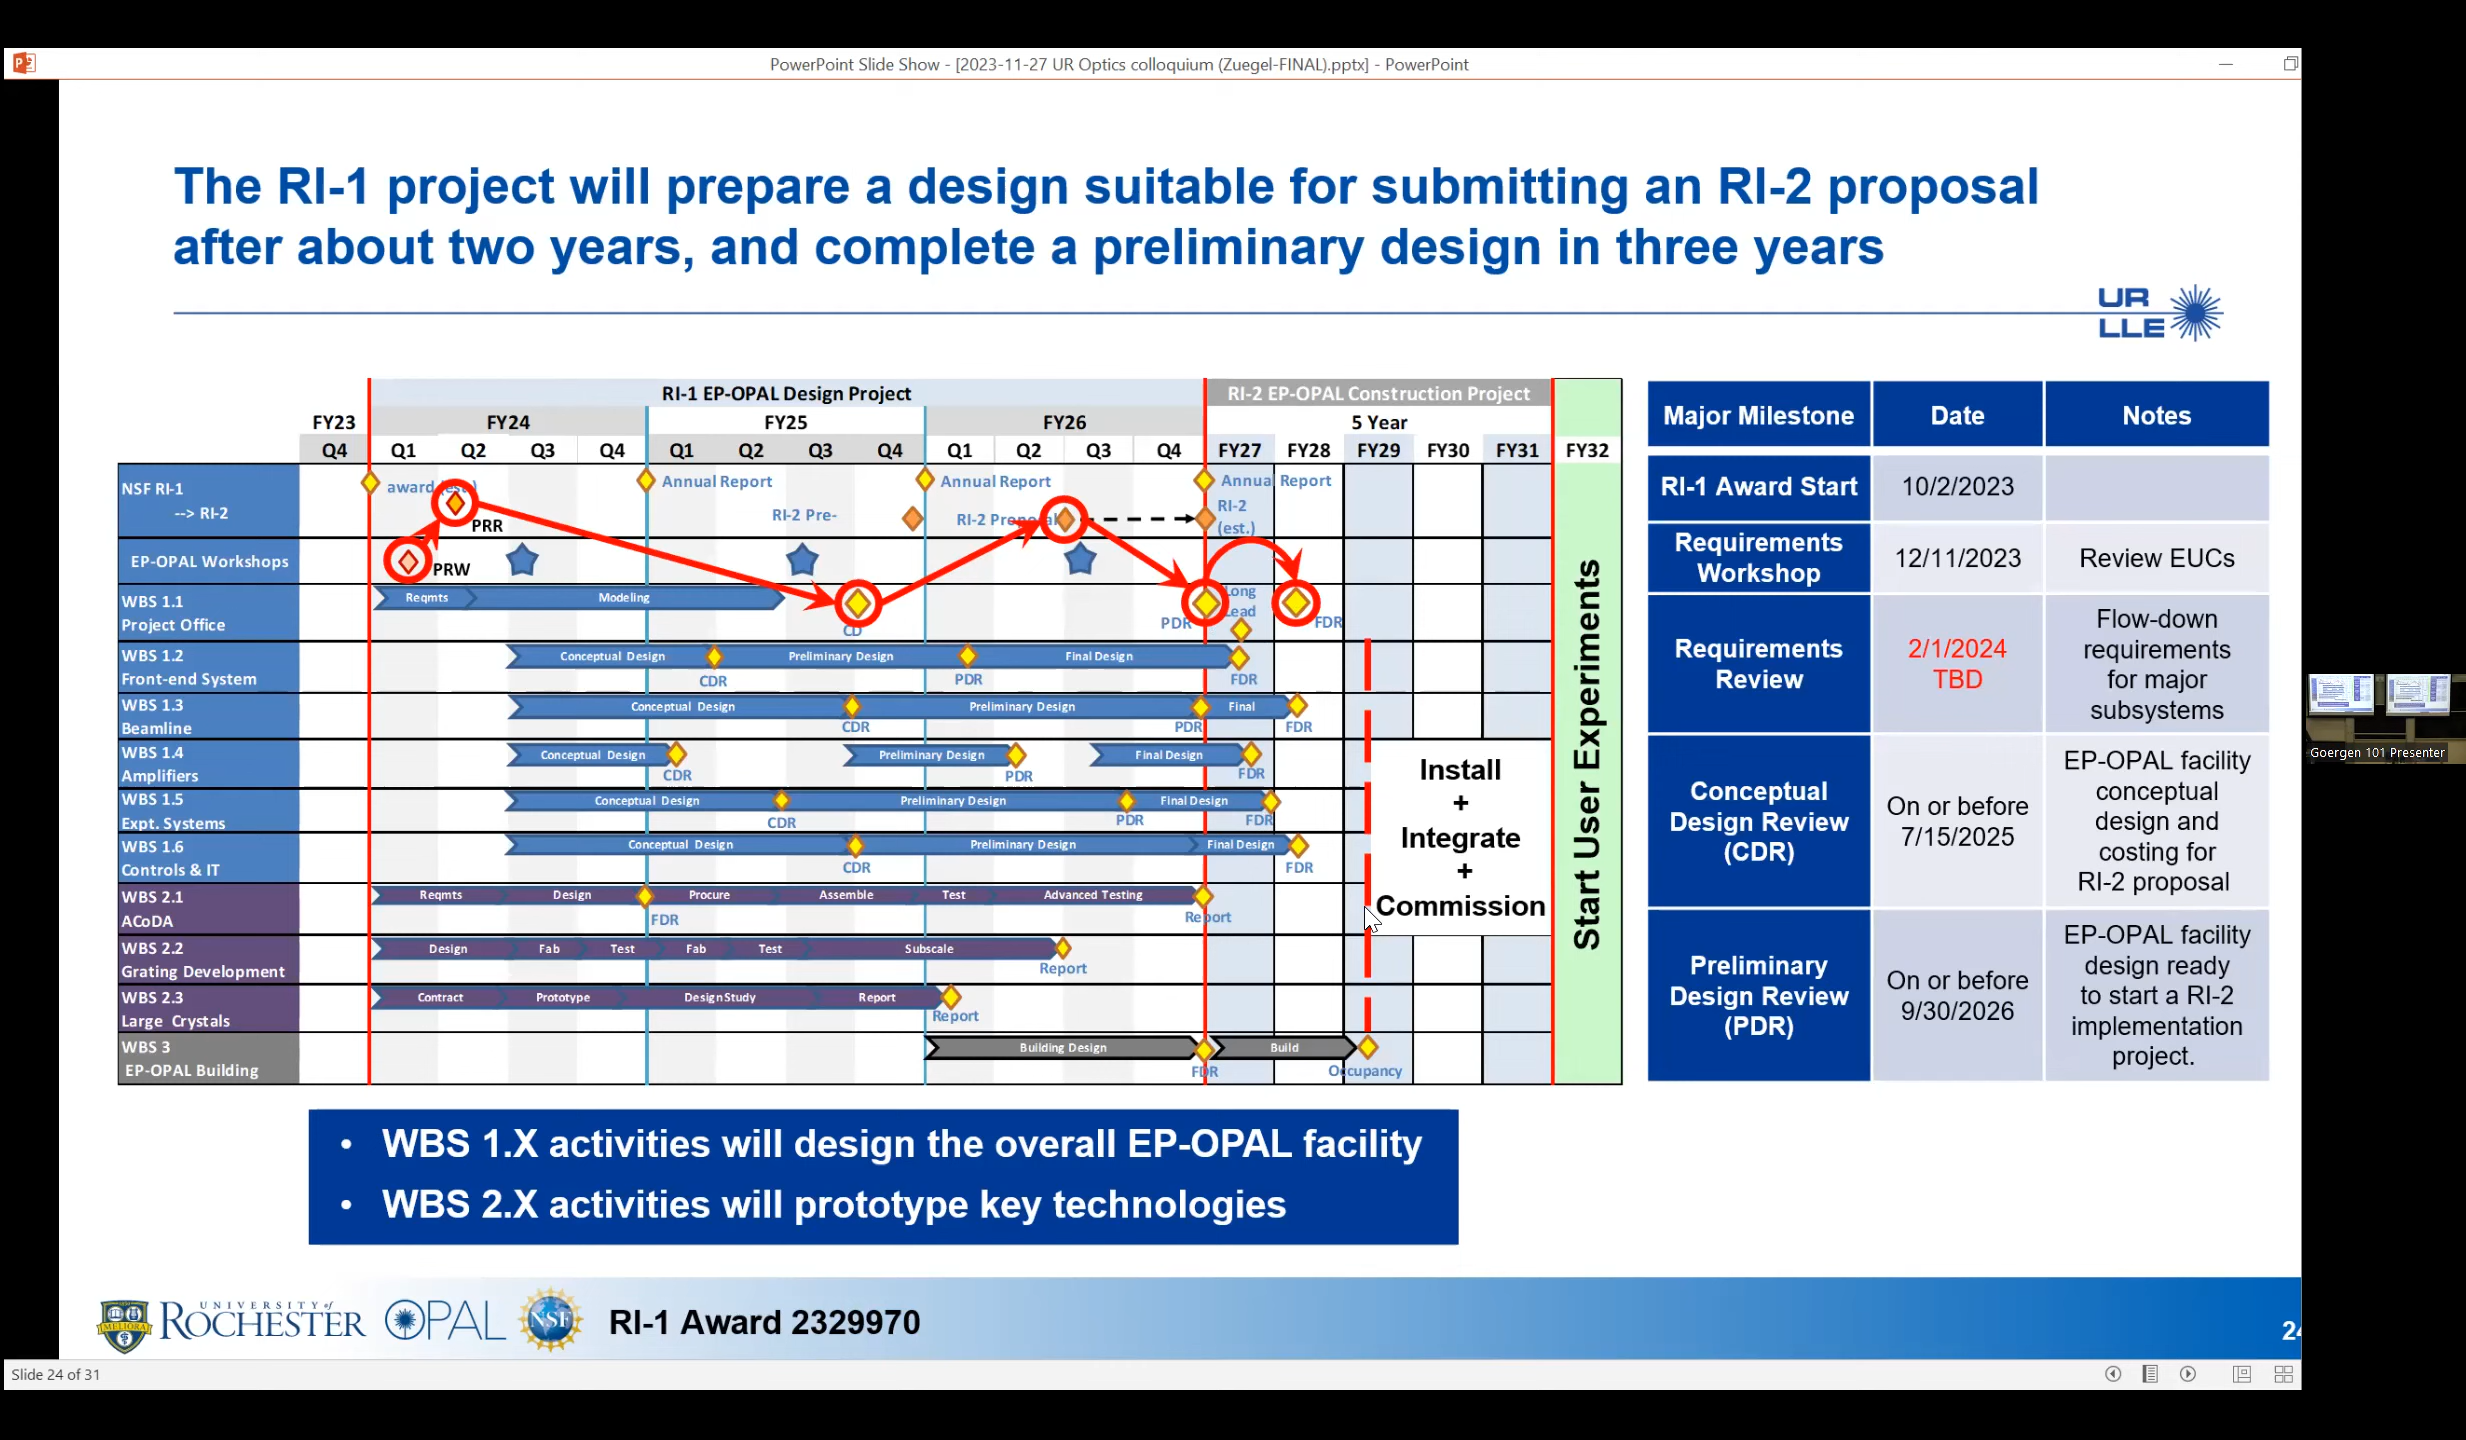 PowerPoint Slide Show - [2023-11-27 UR Optics colloquium (Zuegel-FINAL).pptx] - PowerPoint
The RI-1 project will prepare a design suitable for submitting an RI-2 proposal
after about two years, and complete a preliminary design in three years
UR
LLE
RI-1 EP-OPAL Design Project
RI-2 EP-OPAL Construction Project
FY23 FY24 FY25 FY26 5 Year
Q4 Q1 Q2 Q3 Q4 Q1 Q2 Q3 Q4 Q1 Q2 Q3 Q4 FY27 FY28 FY29 FY30 FY31 FY32
NSF RI-1
--> RI-2
award (est.)
Annual Report
Annual Report
Annual Report
PRR
RI-2 Pre-
RI-2 Proposal
RI-2
(est.)
EP-OPAL Workshops
PRW
WBS 1.1
Project Office
Reqmts Modeling
CD
PDR
Long
Lead
FDR
WBS 1.2
Front-end System
Conceptual Design Preliminary Design Final Design
CDR PDR FDR
WBS 1.3
Beamline
Conceptual Design Preliminary Design Final
CDR PDR FDR
WBS 1.4
Amplifiers
Conceptual Design Preliminary Design Final Design
CDR PDR FDR
WBS 1.5
Expt. Systems
Conceptual Design Preliminary Design Final Design
CDR PDR FDR
WBS 1.6
Controls & IT
Conceptual Design Preliminary Design Final Design
CDR FDR
WBS 2.1
ACoDA
Reqmts Design Procure Assemble Test Advanced Testing
FDR Report
WBS 2.2
Grating Development
Design Fab Test Fab Test Subscale
Report
WBS 2.3
Large Crystals
Contract Prototype Design Study Report
Report
WBS 3
EP-OPAL Building
Building Design Build
FDR Occupancy
Install
+
Integrate
+
Commission
Start User Experiments
Major Milestone Date Notes
RI-1 Award Start 10/2/2023
Requirements
Workshop
12/11/2023
Review EUCs
Requirements
Review
2/1/2024
TBD
Flow-down
requirements
for major
subsystems
Conceptual
Design Review
(CDR)
On or before
7/15/2025
EP-OPAL facility
conceptual
design and
costing for
RI-2 proposal
Preliminary
Design Review
(PDR)
On or before
9/30/2026
EP-OPAL facility
design ready
to start a RI-2
implementation
project.
• WBS 1.X activities will design the overall EP-OPAL facility
• WBS 2.X activities will prototype key technologies
MELIORA
UNIVERSITY of
ROCHESTER
OPAL
NSF
RI-1 Award 2329970
24
Slide 24 of 31
Goergen 101 Presenter